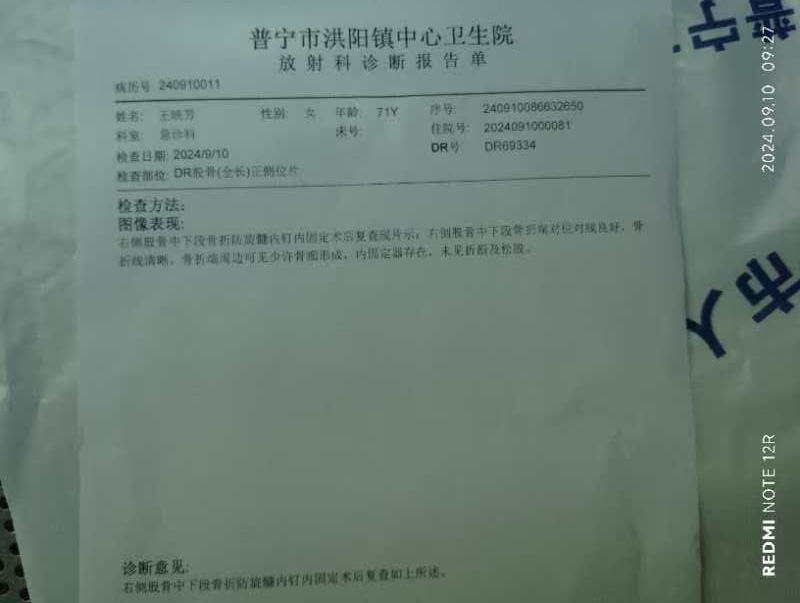 普宁市洪阳镇中心卫生院
放射科诊断报告单
病历号 240910011
姓名: 王映芳 性别: 女 年龄: 71Y 序号: 240910086632650
科室: 急诊科 床号: 住院号: 2024091000081
检查日期: 2024/9/10 DR号 DR69334
检查部位: DR股骨(全长)正侧位片
检查方法:
图像表现:
右侧股骨中下段骨折防旋髓内钉内固定术后复查现片示: 右侧股骨中下段骨折端对位对线良好, 骨
折线清晰, 骨折端周边可见少许骨痂形成, 内固定器存在, 未见折断及松脱。
诊断意见:
右侧股骨中下段骨折防旋髓内钉内固定术后复查如上所述。
普宁
市人
2024.09.10 09:27
REDMI NOTE 12R